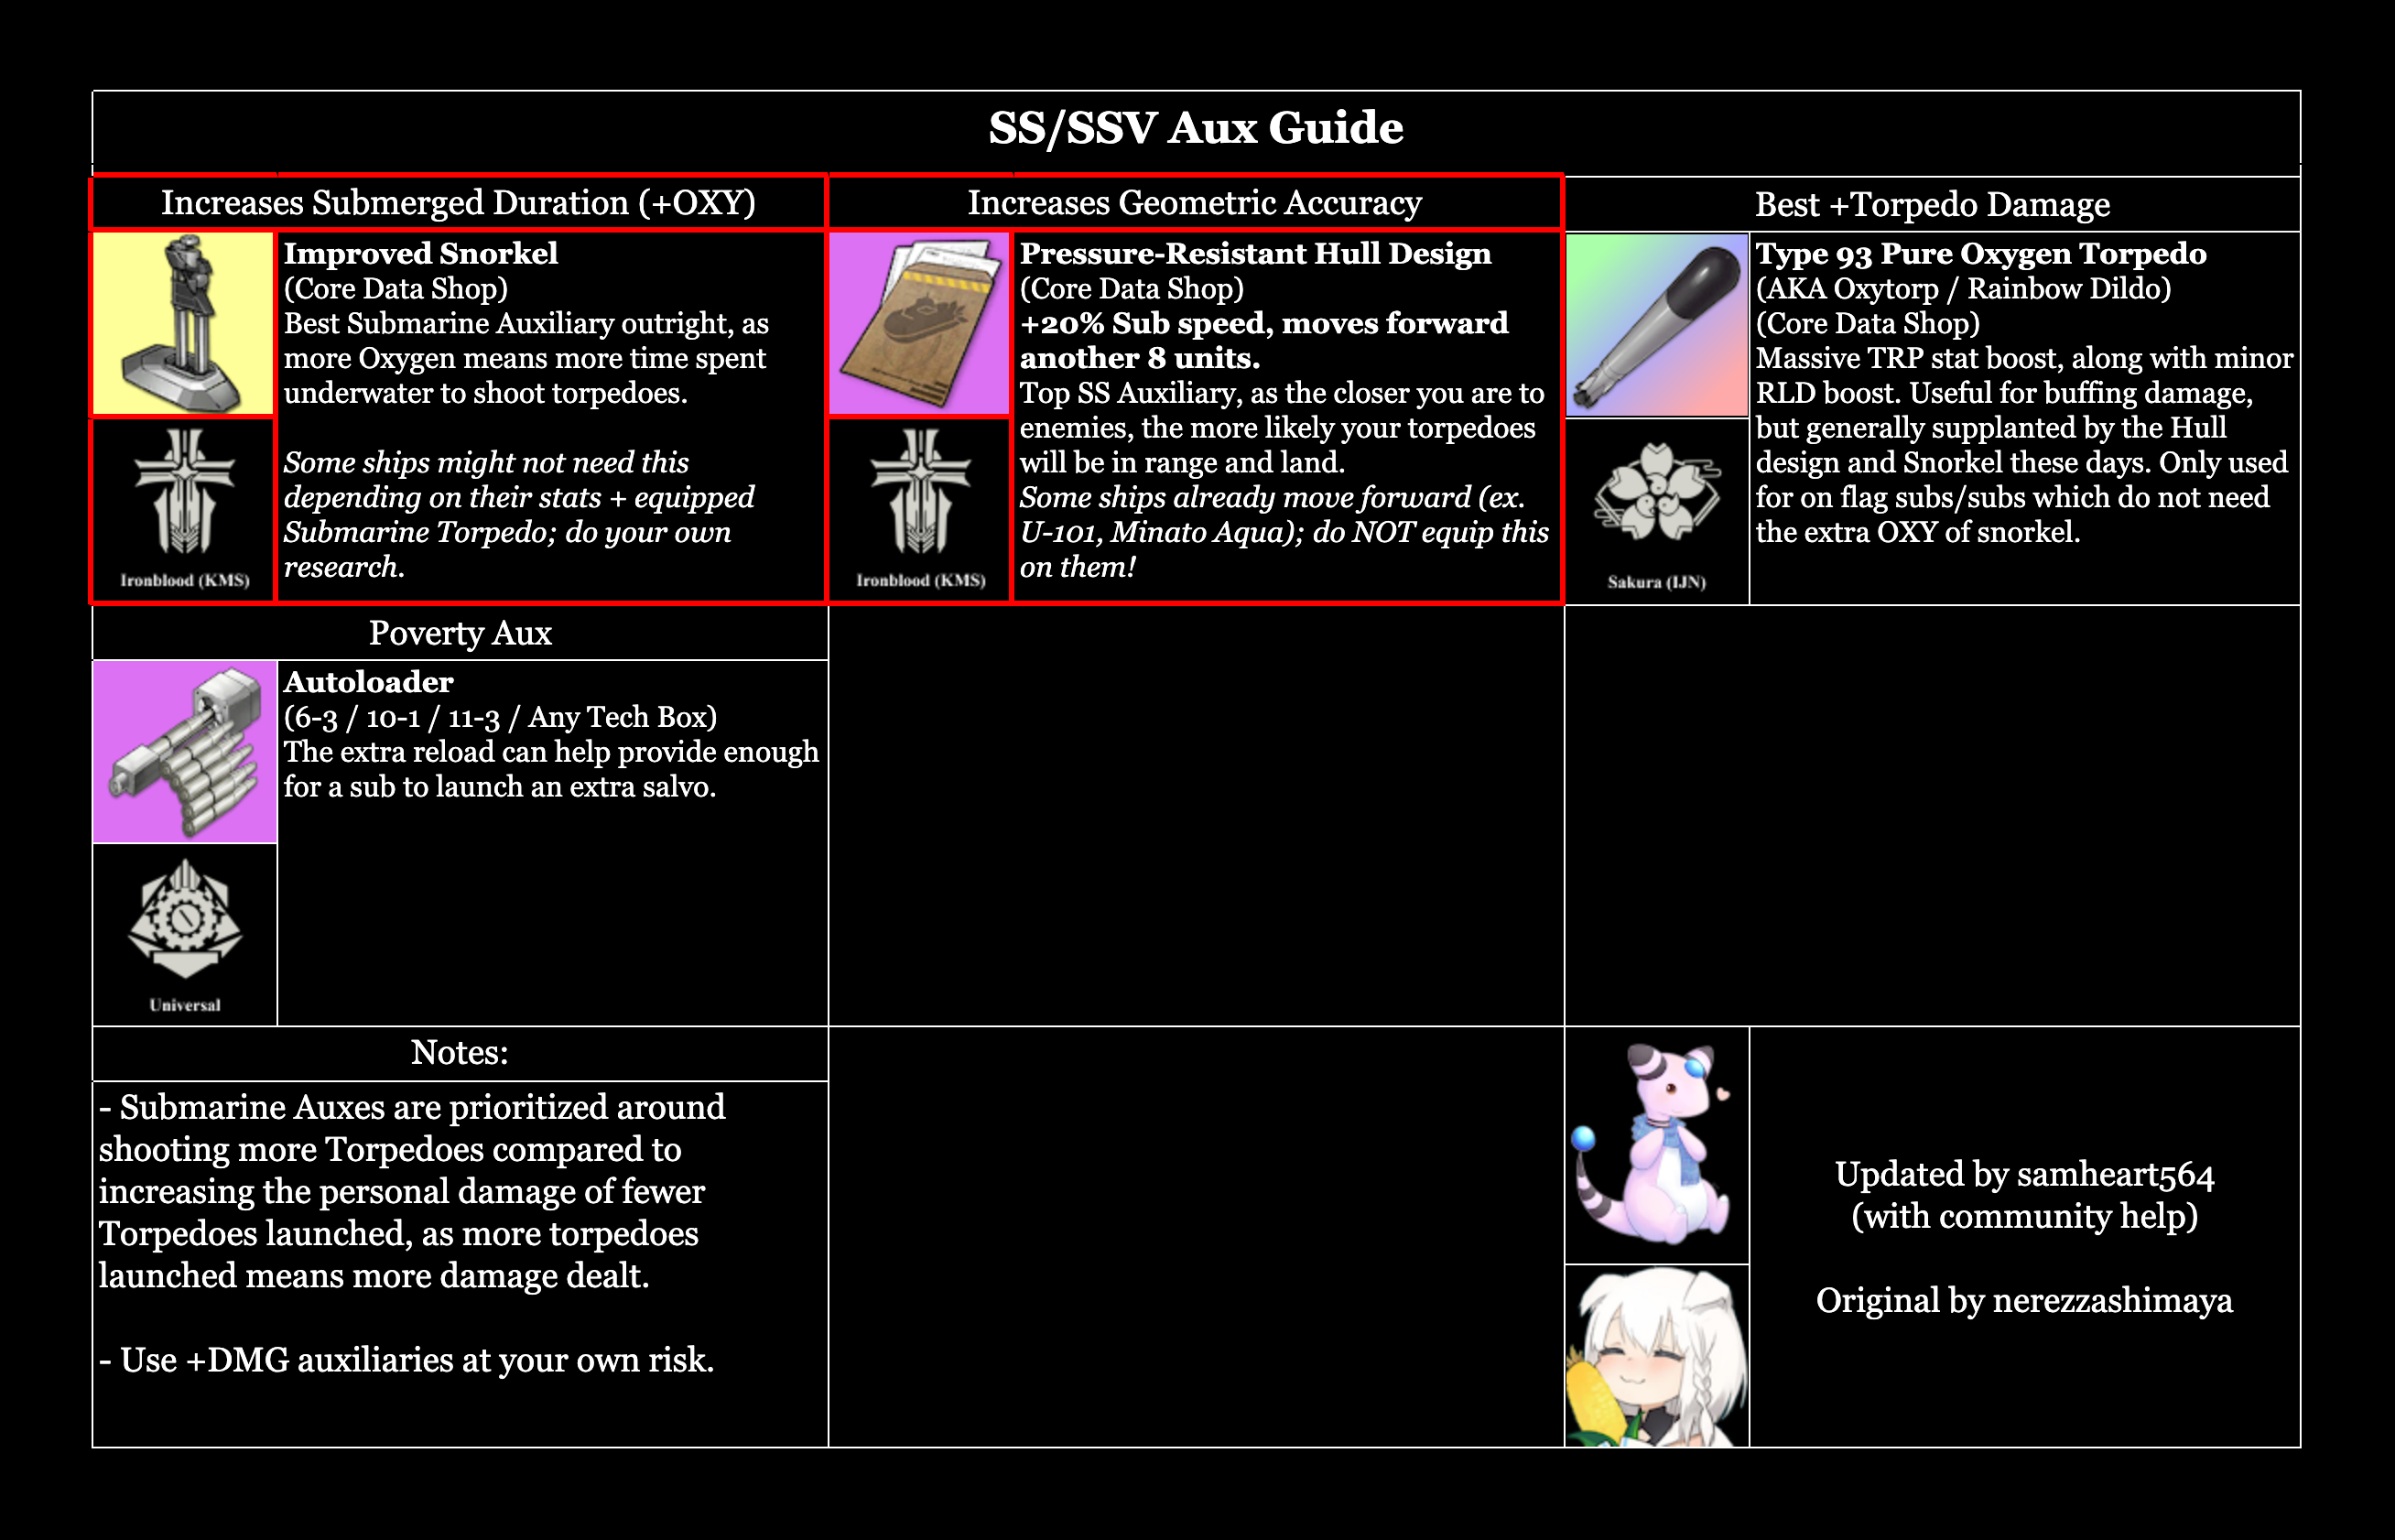 SS/SSV Aux Guide
Increases Submerged Duration (+OXY)
Improved Snorkel
(Core Data Shop)
Best Submarine Auxiliary outright, as
more Oxygen means more time spent
underwater to shoot torpedoes.
Some ships might not need this
depending on their stats + equipped
Submarine Torpedo; do your own
research.
Ironblood (KMS)
Increases Geometric Accuracy
Pressure-Resistant Hull Design
(Core Data Shop)
+20% Sub speed, moves forward
another 8 units.
Top SS Auxiliary, as the closer you are to
enemies, the more likely your torpedoes
will be in range and land.
Some ships already move forward (ex.
U-101, Minato Aqua); do NOT equip this
on them!
Ironblood (KMS)
Best +Torpedo Damage
Type 93 Pure Oxygen Torpedo
(AKA Oxytorp / Rainbow Dildo)
(Core Data Shop)
Massive TRP stat boost, along with minor
RLD boost. Useful for buffing damage,
but generally supplanted by the Hull
design and Snorkel these days. Only used
for on flag subs/subs which do not need
the extra OXY of snorkel.
Sakura (IJN)
Poverty Aux
Autoloader
(6-3 / 10-1 / 11-3 / Any Tech Box)
The extra reload can help provide enough
for a sub to launch an extra salvo.
Universal
Notes:
- Submarine Auxes are prioritized around
shooting more Torpedoes compared to
increasing the personal damage of fewer
Torpedoes launched, as more torpedoes
launched means more damage dealt.
- Use +DMG auxiliaries at your own risk.
Updated by samheart564
(with community help)
Original by nerezzashimaya